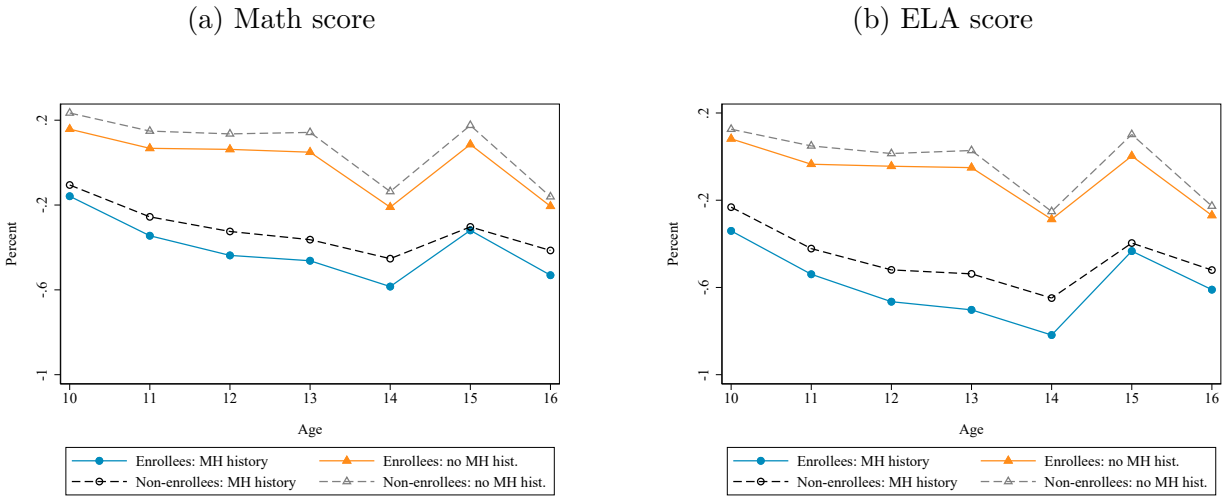 (a) Math score
Percent
.2
-.2
-.6
-1
10 11 12 13 14 15 16
Age
Enrollees: MH history Enrollees: no MH hist.
Non-enrollees: MH history Non-enrollees: no MH hist.
(b) ELA score
Percent
.2
-.2
-.6
-1
10 11 12 13 14 15 16
Age
Enrollees: MH history Enrollees: no MH hist.
Non-enrollees: MH history Non-enrollees: no MH hist.